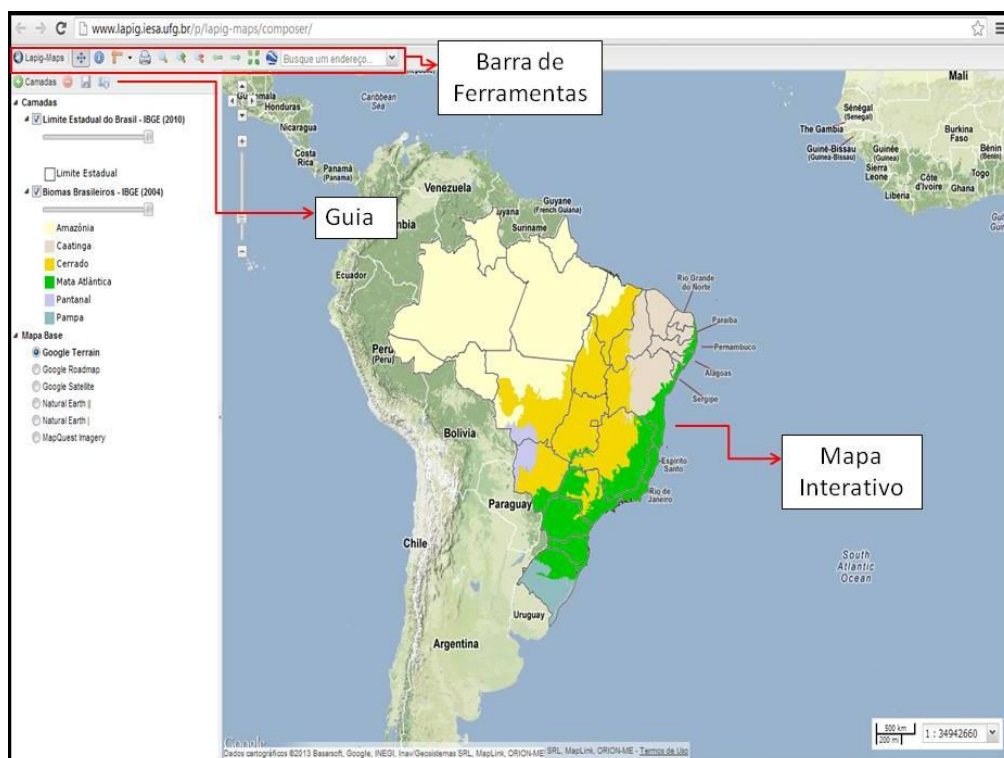 www.lapig.iesa.ufg.br/p/lapig-maps/composer/
Lapig-Maps
Busque um endereço...
Barra de
Ferramentas
Camadas
Camadas
Limite Estadual do Brasil - IBGE (2010)
Limite Estadual
Biomas Brasileiros - IBGE (2004)
Amazônia
Caatinga
Cerrado
Mata Atlântica
Pantanal
Pampa
Mapa Base
Google Terrain
Google Roadmap
Google Satellite
Natural Earth ||
Natural Earth |
MapQuest Imagery
Guia
Honduras
Nicaragua
Costa
Rica
Panamá
(Panama)
Caribbean
Sea
Venezuela
Guyane
(French Guiana)
Suriname
Ecuador
Perú
(Peru)
Bolivia
Paraguay
Chile
Argentina
Uruguay
Rio Grande
do Norte
Paraíba
Pernambuco
Alagoas
Sergipe
Espírito
Santo
Rio de
Janeiro
Mali
Sénégal
(Senegal)
The Gambia
Guiné-Bissau
(Guinea-Bissau)
Guinée
(Guinea)
Burkina
Faso
Bénin
(Benin)
Sierra
Leone
Côte
d'Ivoire
Ghana
Togo
Liberia
Mapa
Interativo
South
Atlantic
Ocean
500 km
200 mi
1 : 34942660
Google
Dados cartográficos ©2013 Basarsoft, Google, INEGI, Inav/Geosistemas SRL, MapLink, ORION-ME
SRL, MapLink, ORION-ME - Termos de Uso